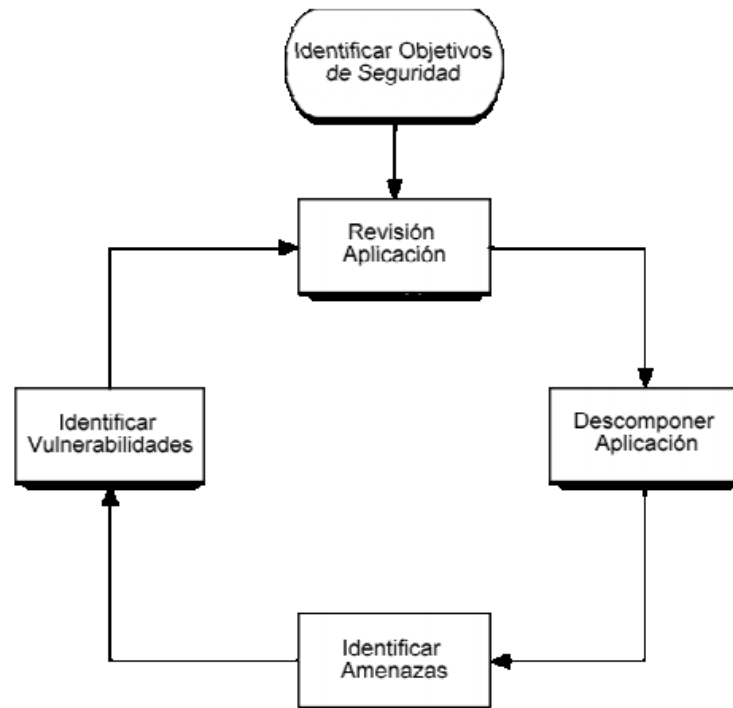 Identificar Objetivos
de Seguridad
Revisión
Aplicación
Identificar
Vulnerabilidades
Descomponer
Aplicación
Identificar
Amenazas